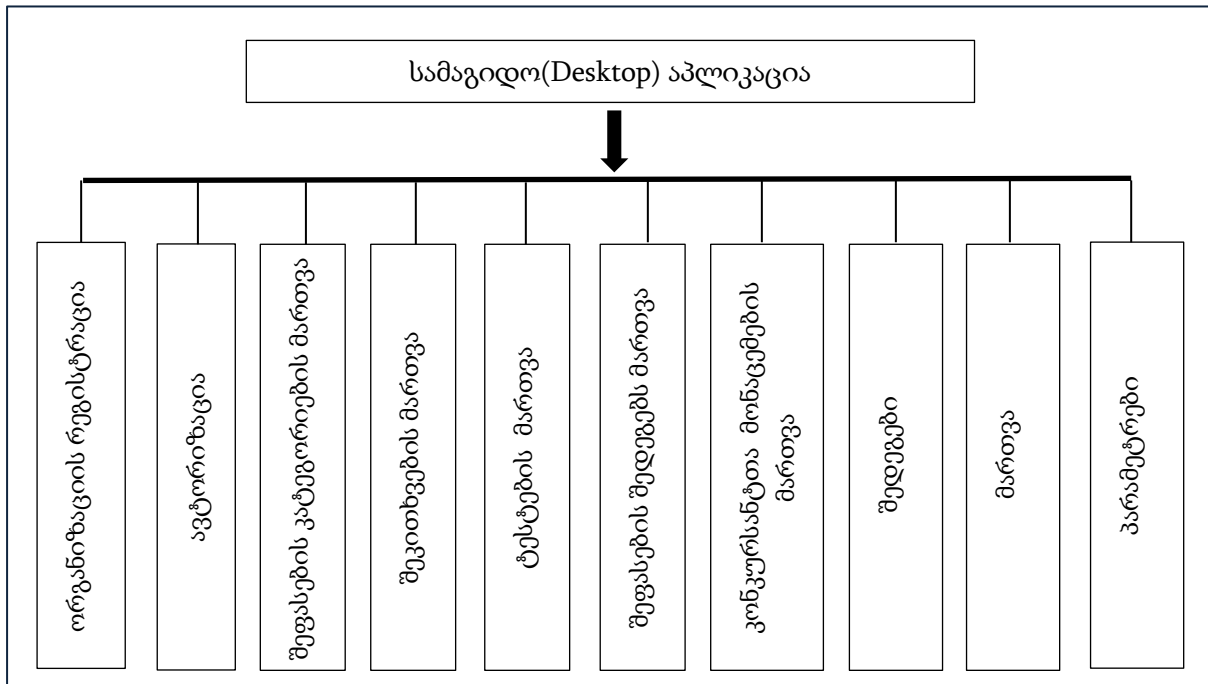 სამაგიდო(Desktop) აპლიკაცია
ორგანიზაციის რეგისტრაცია
ავტორიზაცია
შეფასების კატეგორიების მართვა
შეკითხვების მართვა
ტესტების მართვა
შეფასების შედეგებს მართვა
კონკურსანტთა მონაცემების
მართვა
შედეგები
მართვა
პარამეტრები